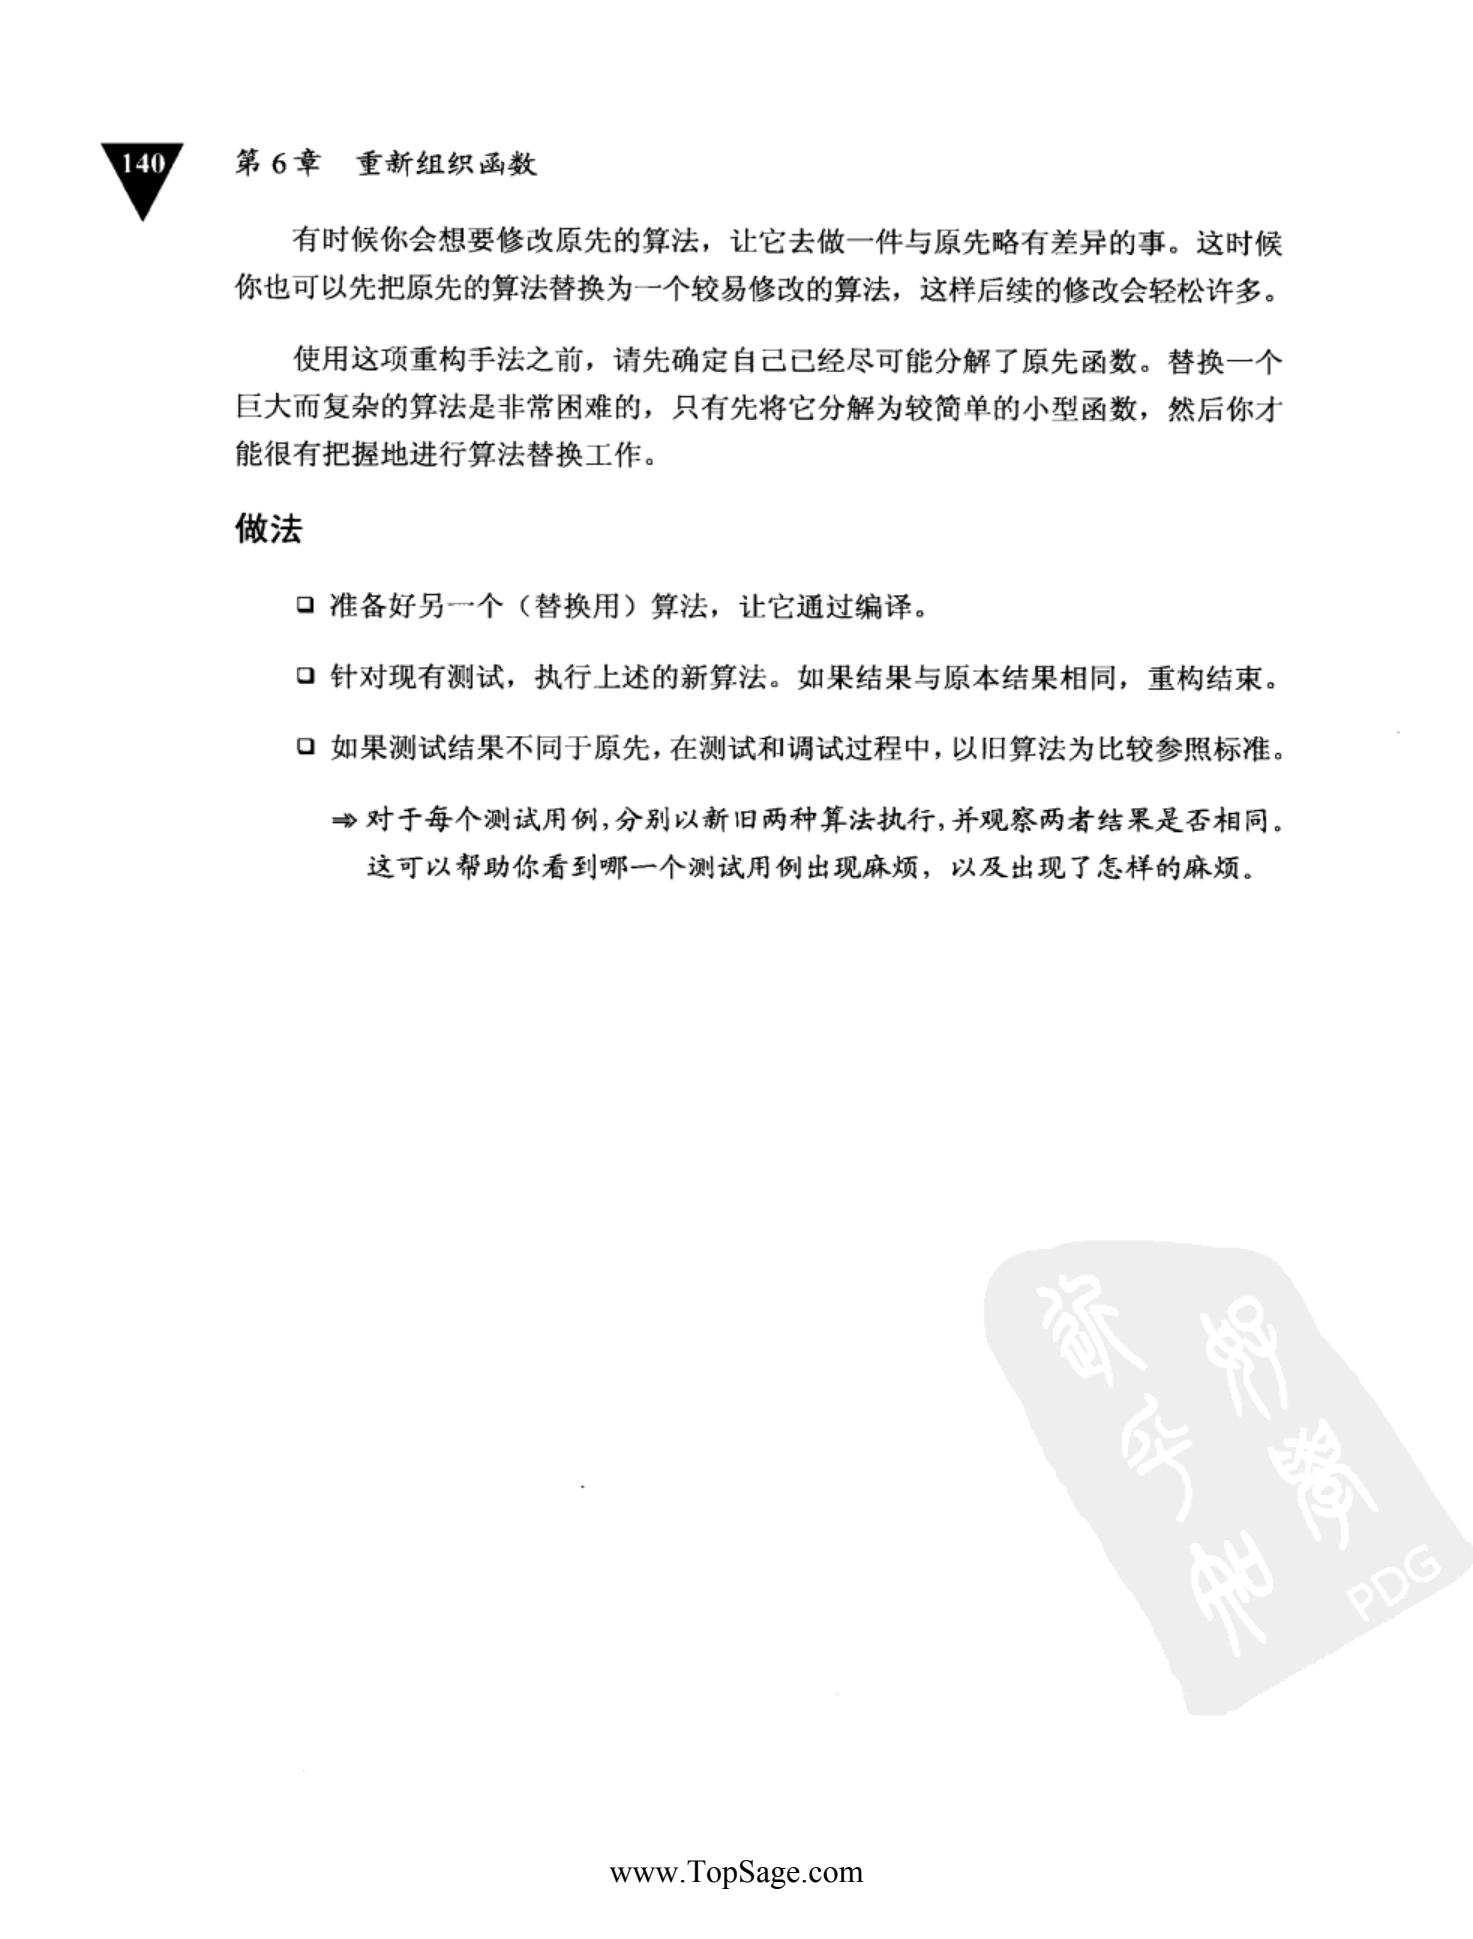 140
第 6 章 重新组织函数
有时候你会想要修改原先的算法，让它去做一件与原先略有差异的事。这时候
你也可以先把原先的算法替换为一个较易修改的算法，这样后续的修改会轻松许多。
使用这项重构手法之前，请先确定自己已经尽可能分解了原先函数。替换一个
巨大而复杂的算法是非常困难的，只有先将它分解为较简单的小型函数，然后你才
能很有把握地进行算法替换工作。
做法
❑ 准备好另一个（替换用）算法，让它通过编译。
❑ 针对现有测试，执行上述的新算法。如果结果与原本结果相同，重构结束。
❑ 如果测试结果不同于原先，在测试和调试过程中，以旧算法为比较参照标准。
⇒ 对于每个测试用例，分别以新旧两种算法执行，并观察两者结果是否相同。
这可以帮助你看到哪一个测试用例出现麻烦，以及出现了怎样的麻烦。
PDG
www.TopSage.com